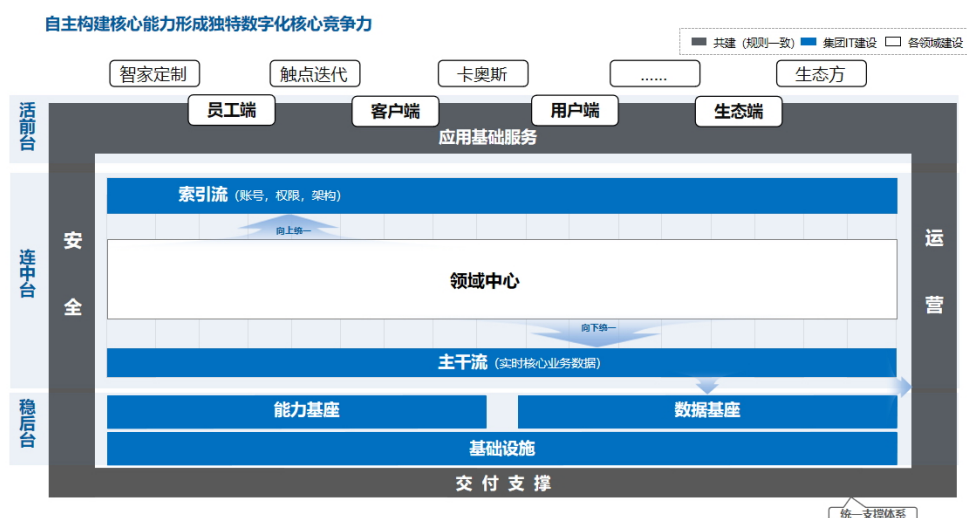 自主构建核心能力形成独特数字化核心竞争力
共建（规则一致） 集团IT建设 各领域建设
智家定制 触点迭代 卡奥斯 …… 生态方
活前台
员工端 客户端 用户端 生态端
应用基础服务
连中台
安全
索引流（账号，权限，架构）
向上统一
领域中心
向下统一
主干流（实时核心业务数据）
运营
稳后台
能力基座 数据基座
基础设施
交付支撑
统一支撑体系